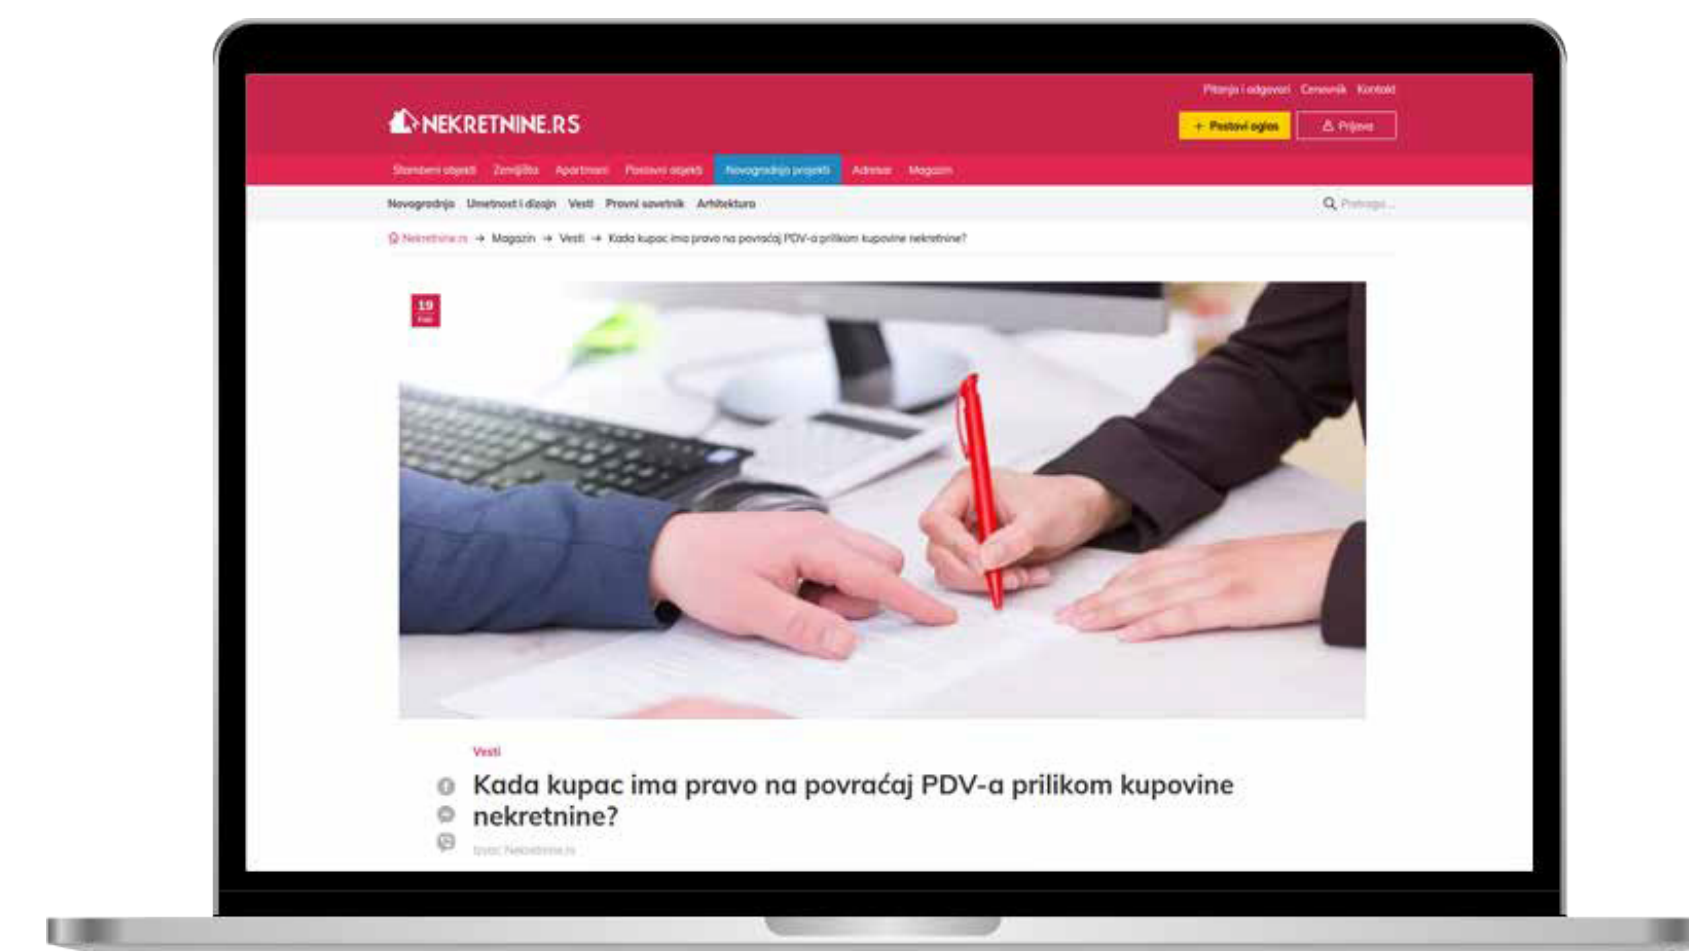 Pitanja i odgovori Cenovnik Kontakt
NEKRETNINE.RS
+ Postavi oglas Prijava
Stambeni objekti Zemljišta Apartmani Poslovni objekti Novogradnja projekti Adresar Magazin
Novogradnja Umetnost i dizajn Vesti Pravni savetnik Arhitektura Pretraga...
Nekretnine.rs → Magazin → Vesti → Kada kupac ima pravo na povraćaj PDV-a prilikom kupovine nekretnine?
19
Vesti
Kada kupac ima pravo na povraćaj PDV-a prilikom kupovine
nekretnine?
Izvor: Nekretnine.rs